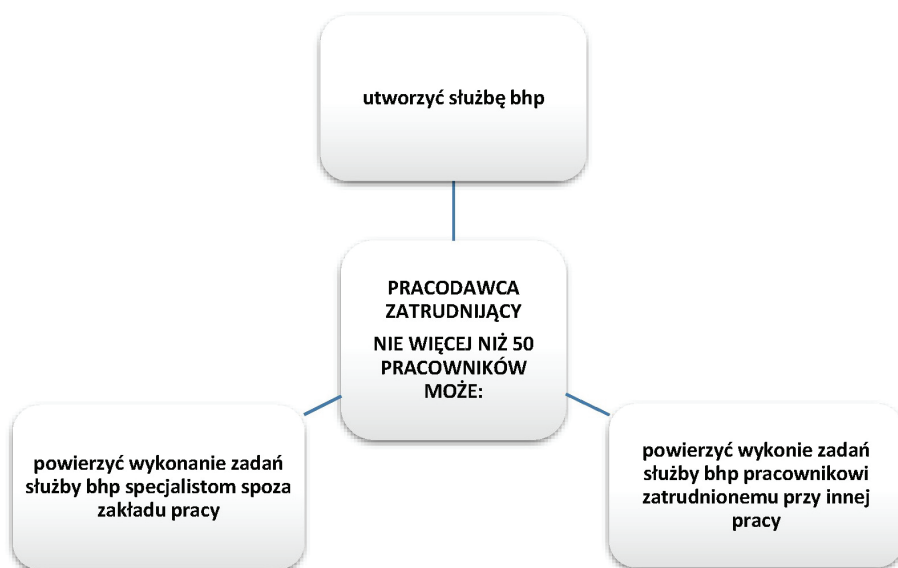 utworzyć służbę bhp
PRACODAWCA
ZATRUDNIJĄCY
NIE WIĘCEJ NIŻ 50
PRACOWNIKÓW
MOŻE:
powierzyć wykonanie zadań
służby bhp specjalistom spoza
zakładu pracy
powierzyć wykonie zadań
służby bhp pracownikowi
zatrudnionemu przy innej
pracy